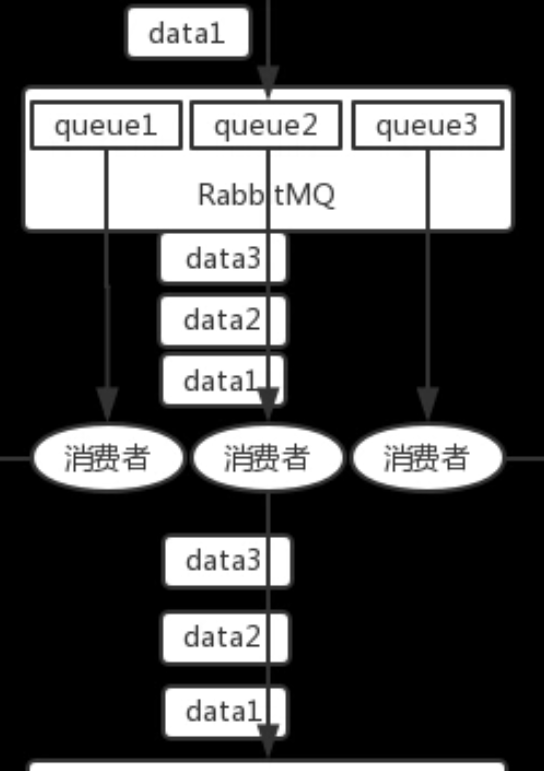 data1
queue1 queue2 queue3
RabbitMQ
data3
data2
data1
消费者 消费者 消费者
data3
data2
data1